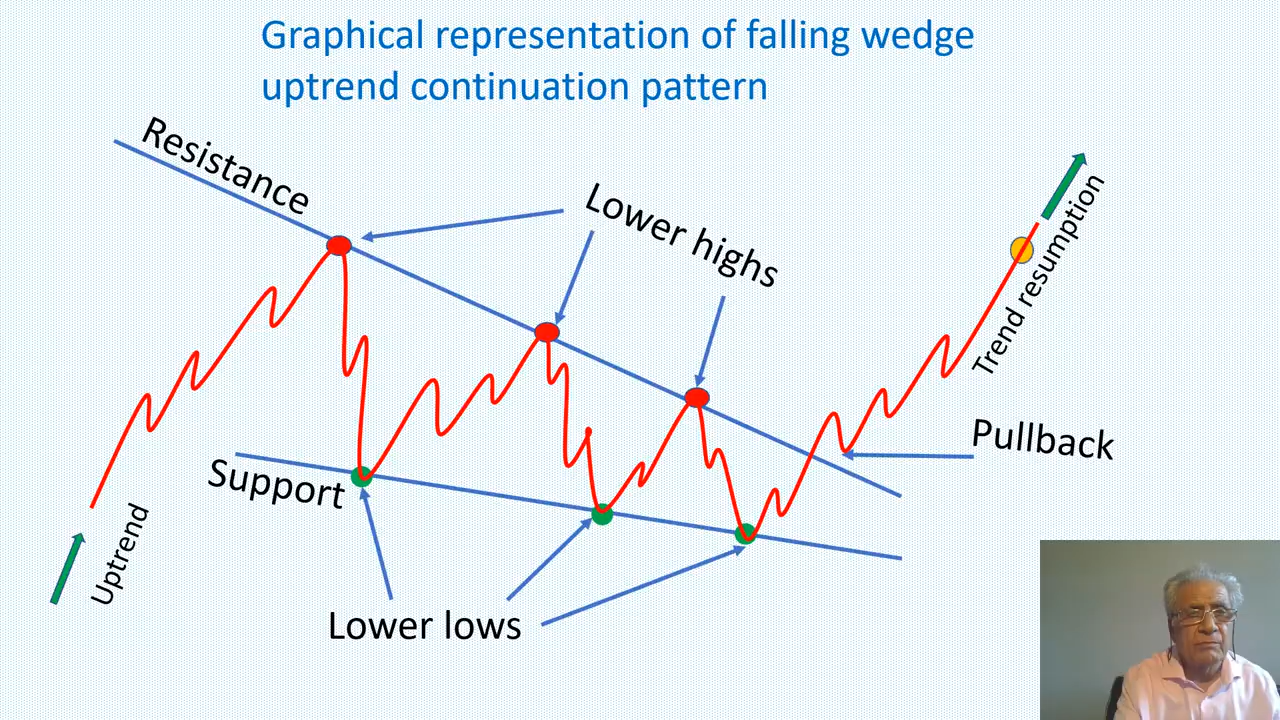 Graphical representation of falling wedge
uptrend continuation pattern
Resistance
Lower highs
Trend resumption
Pullback
Support
Uptrend
Lower lows